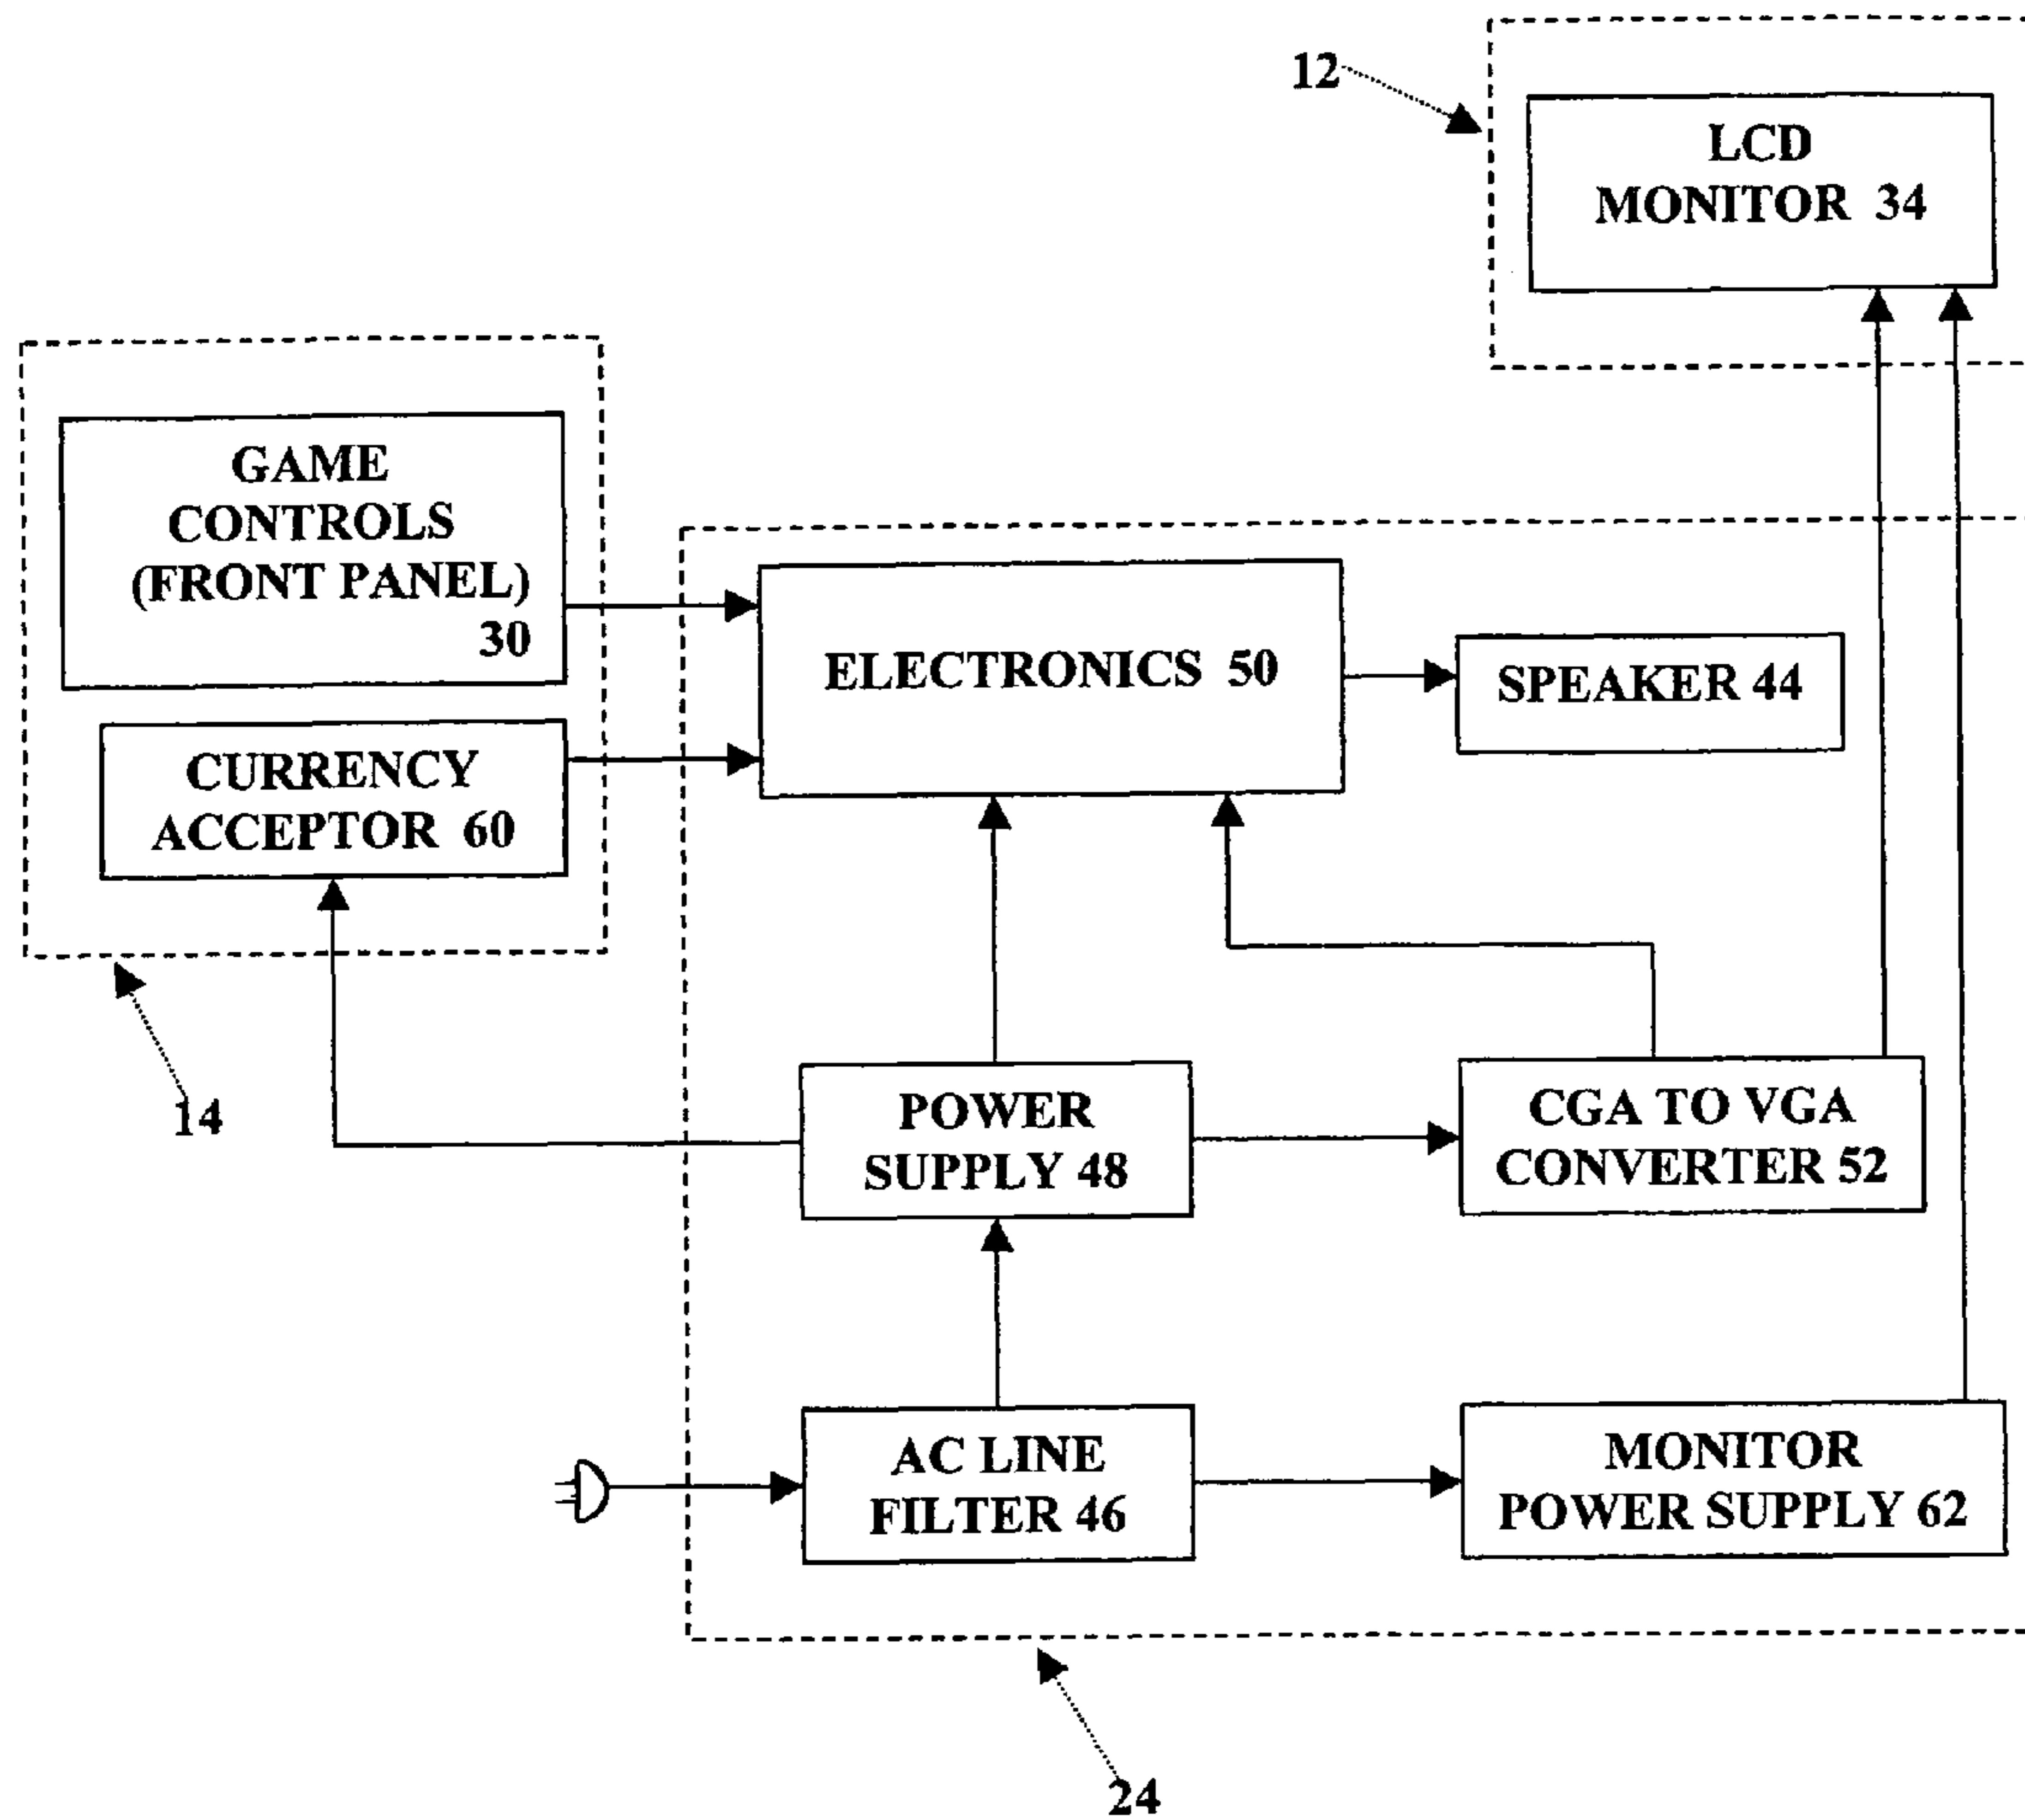 12
LCD
MONITOR 34
GAME
CONTROLS
(FRONT PANEL)
30
ELECTRONICS 50
SPEAKER 44
CURRENCY
ACCEPTOR 60
14
POWER
SUPPLY 48
CGA TO VGA
CONVERTER 52
AC LINE
FILTER 46
MONITOR
POWER SUPPLY 62
24